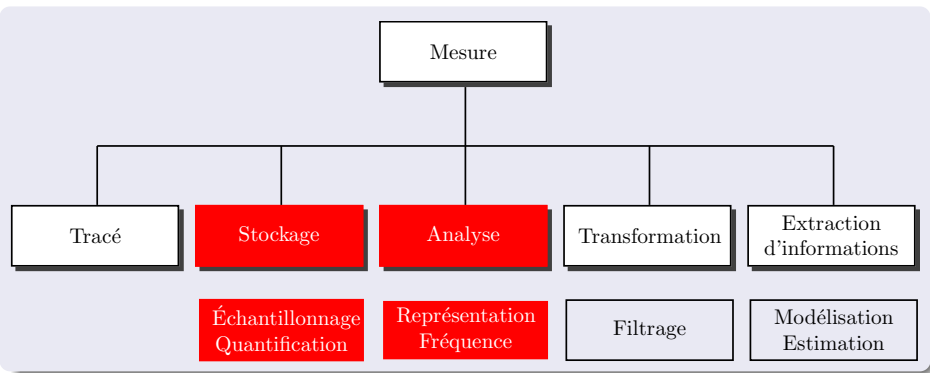 Mesure
Tracé
Stockage
Analyse
Transformation
Extraction
d'informations
Échantillonnage
Quantification
Représentation
Fréquence
Filtrage
Modélisation
Estimation